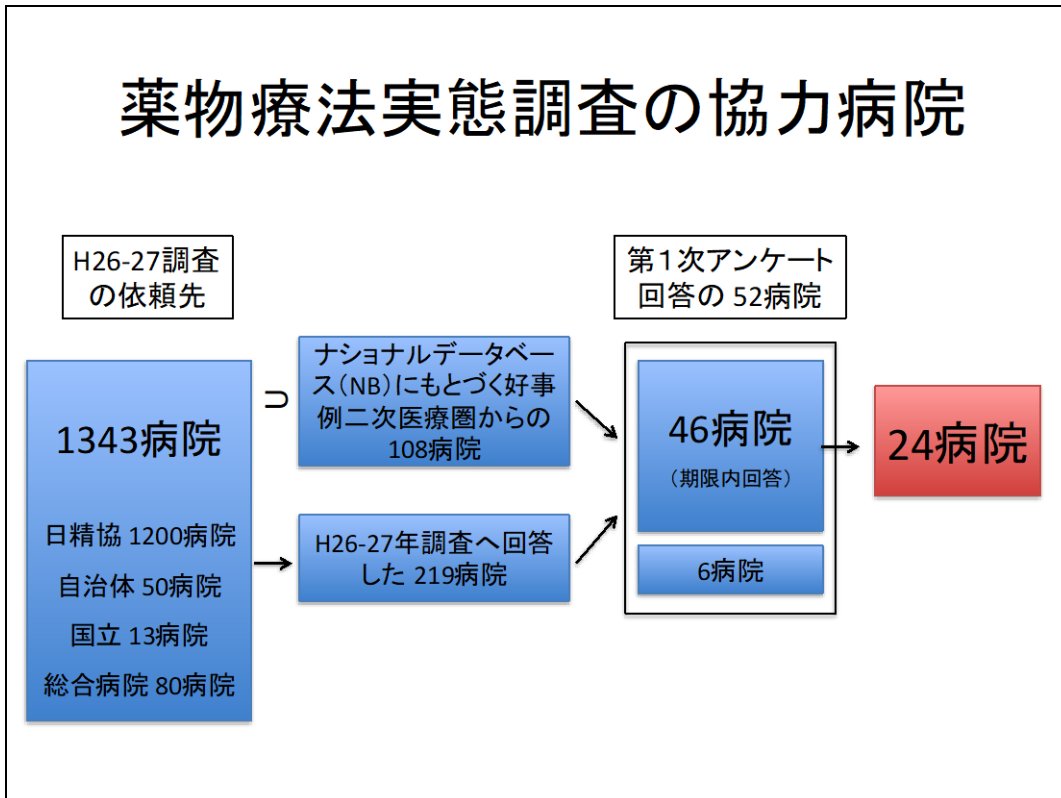 薬物療法実態調査の協力病院
H26-27調査
の依頼先
1343病院
日精協 1200病院
自治体 50病院
国立 13病院
総合病院 80病院
⊃
ナショナルデータベー
ス（NB）にもとづく好事
例二次医療圏からの
108病院
H26-27年調査へ回答
した 219病院
第１次アンケート
回答の 52病院
46病院
（期限内回答）
6病院
24病院